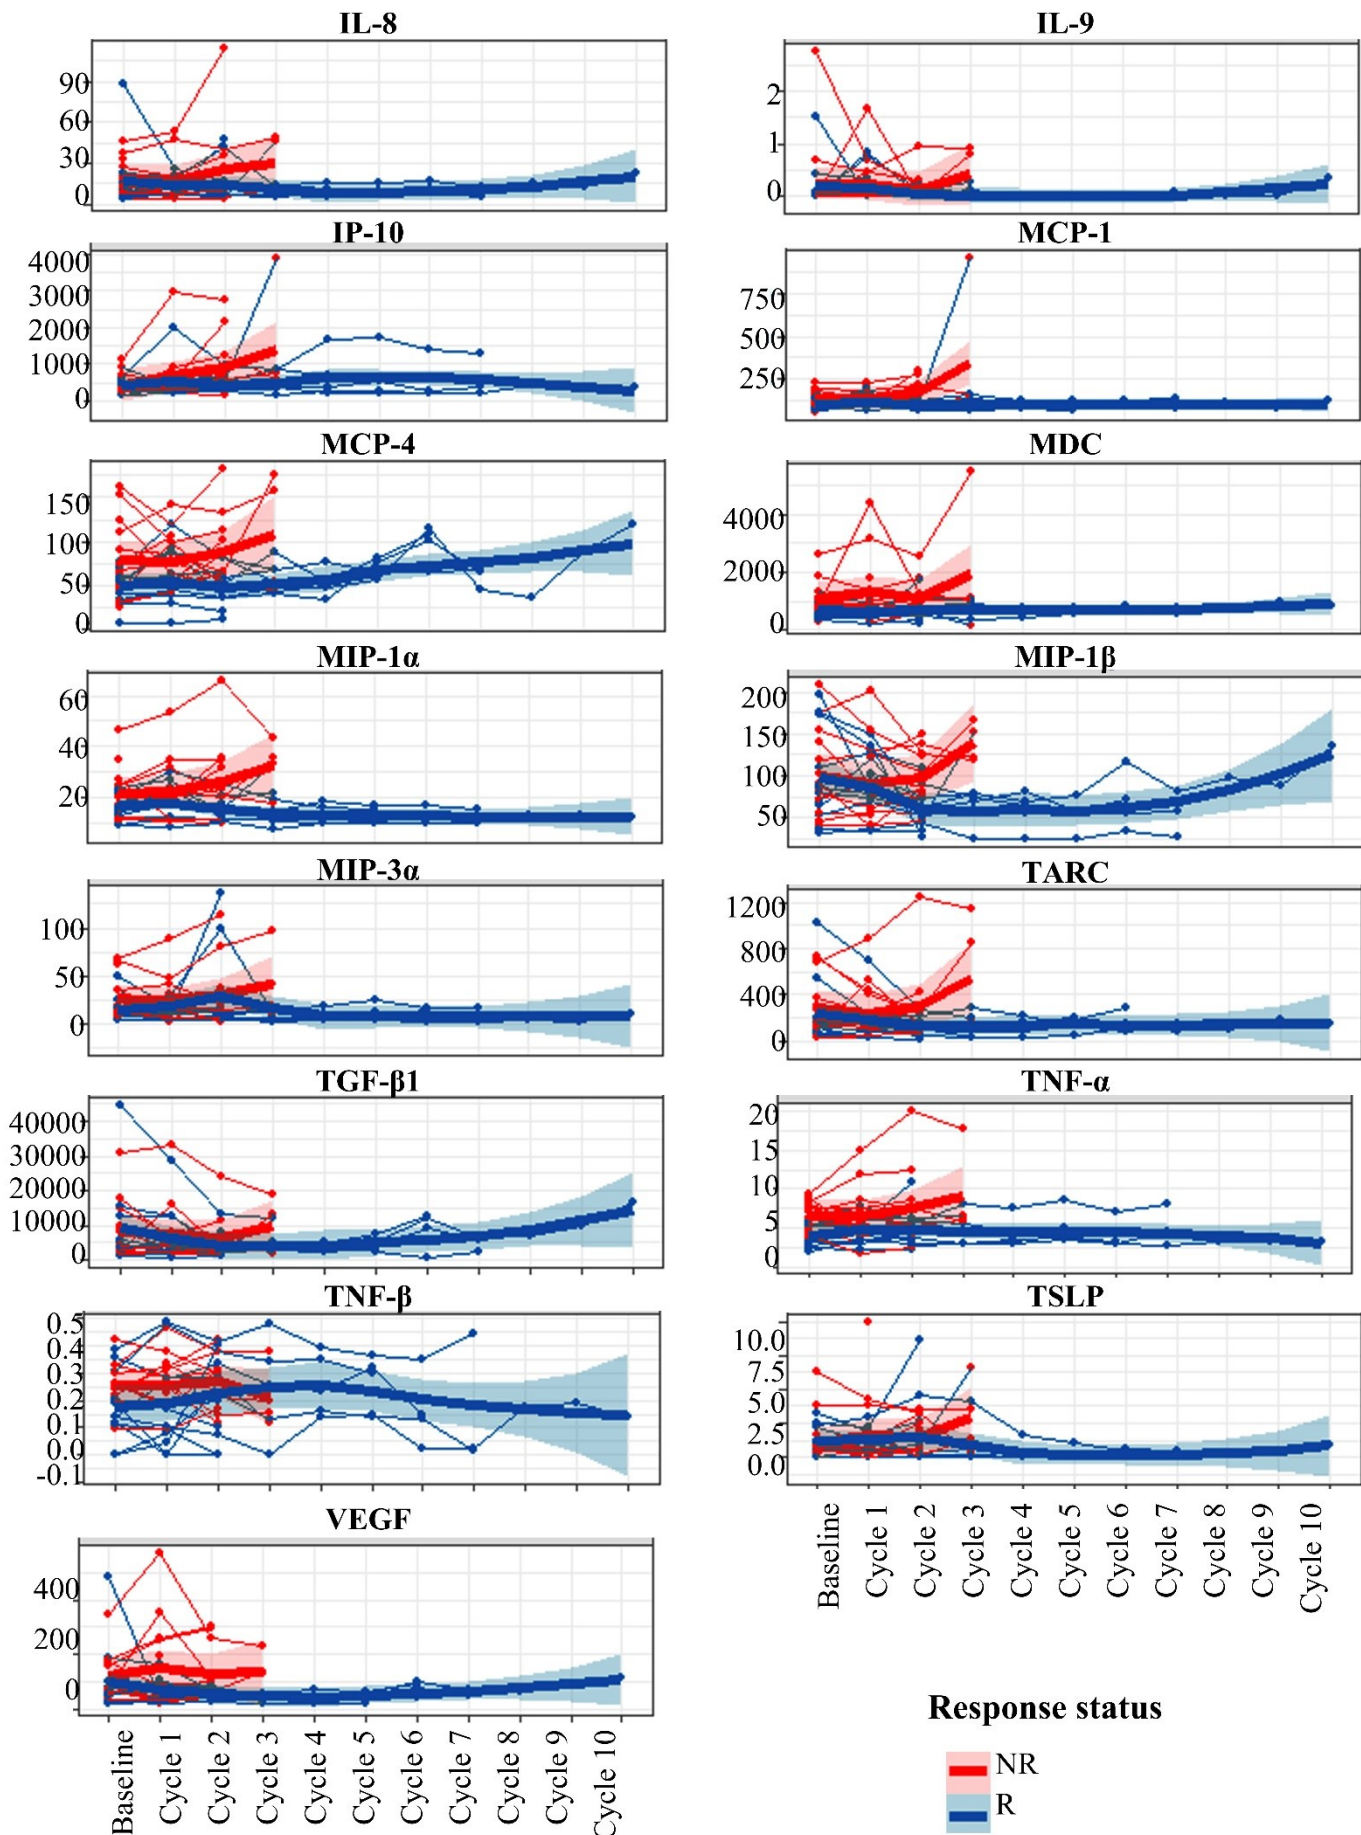 IL-8
90
60
30
0
IL-9
2
1
0
IP-10
4000
3000
2000
1000
0
MCP-1
750
500
250
MCP-4
150
100
50
0
MDC
4000
2000
0
MIP-1α
60
40
20
MIP-1β
200
150
100
50
MIP-3α
100
50
0
TARC
1200
800
400
0
TGF-β1
40000
30000
20000
10000
0
TNF-α
20
15
10
5
0
TNF-β
0.5
0.4
0.3
0.2
0.1
0.0
-0.1
TSLP
10.0
7.5
5.0
2.5
0.0
Baseline
Cycle 1
Cycle 2
Cycle 3
Cycle 4
Cycle 5
Cycle 6
Cycle 7
Cycle 8
Cycle 9
Cycle 10
VEGF
400
200
0
Baseline
Cycle 1
Cycle 2
Cycle 3
Cycle 4
Cycle 5
Cycle 6
Cycle 7
Cycle 8
Cycle 9
Cycle 10
Response status
NR
R